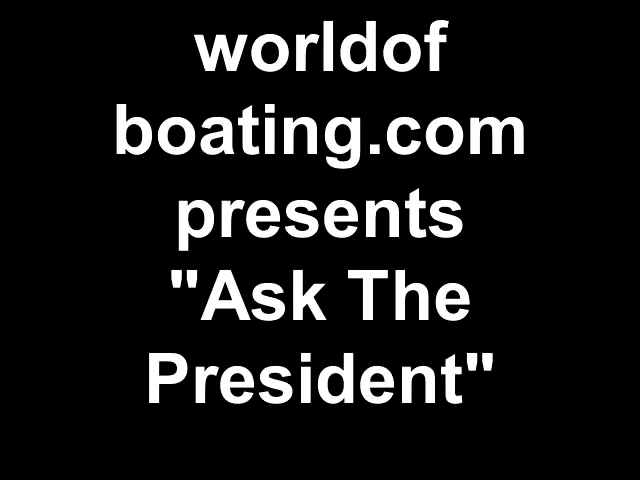 worldof
boating.com
presents
"Ask The
President"